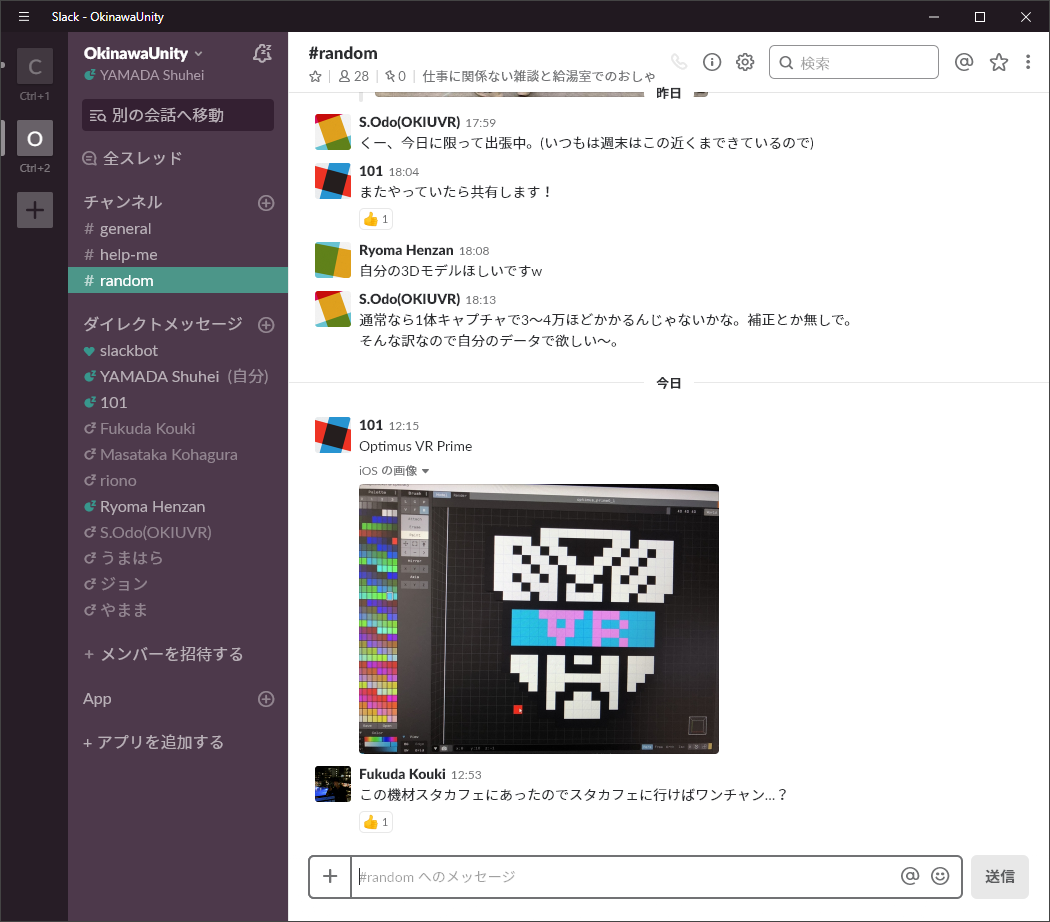 Slack - OkinawaUnity
C
Ctrl+1
O
Ctrl+2
OkinawaUnity
YAMADA Shuhei
別の会話へ移動
全スレッド
チャンネル
# general
# help-me
# random
ダイレクトメッセージ
slackbot
YAMADA Shuhei (自分)
101
Fukuda Kouki
Masataka Kohagura
riono
Ryoma Henzan
S.Odo(OKIUVR)
うまはら
ジョン
やまま
+ メンバーを招待する
App
+ アプリを追加する
#random
28
0
仕事に関係ない雑談と給湯室でのおしゃ
検索
昨日
S.Odo(OKIUVR) 17:59
くー、今日に限って出張中。(いつもは週末はこの近くまできているので)
101 18:04
またやっていたら共有します！
1
Ryoma Henzan 18:08
自分の3Dモデルほしいですw
S.Odo(OKIUVR) 18:13
通常なら1体キャプチャで3〜4万ほどかかるんじゃないかな。補正とか無しで。
そんな訳なので自分のデータで欲しい〜。
今日
101 12:15
Optimus VR Prime
iOS の画像
Palette
Brush
Render
Mirror
VR
Fukuda Kouki 12:53
この機材スタカフェにあったのでスタカフェに行けばワンチャン…？
1
#random へのメッセージ
送信